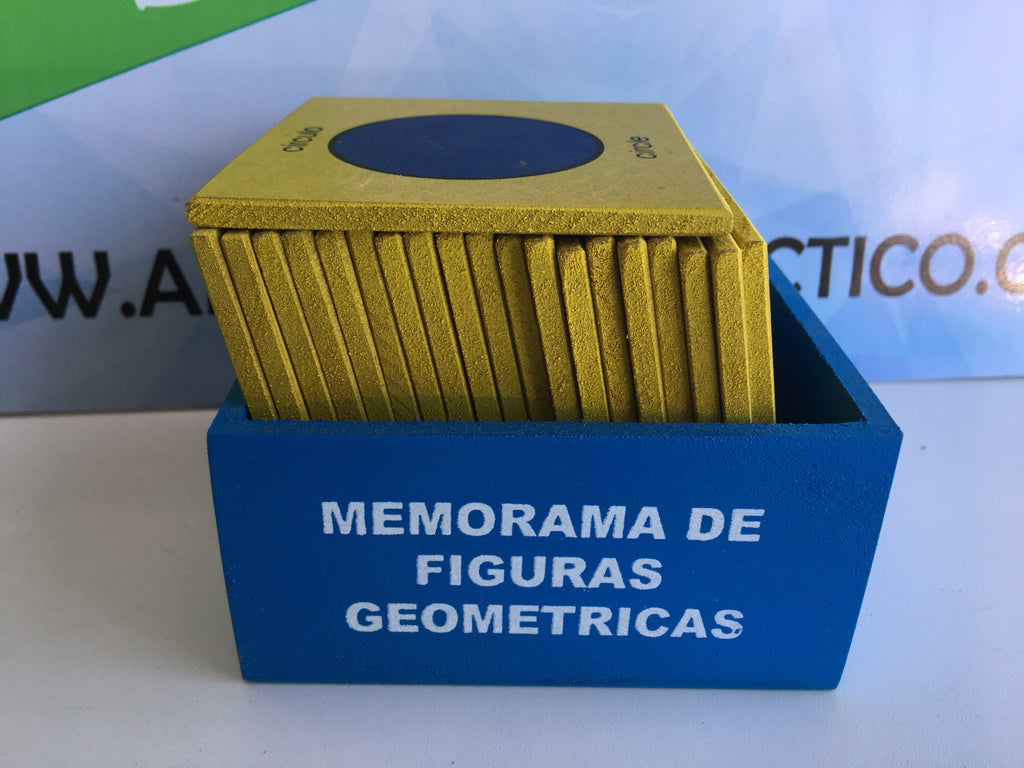 círculo
circle
MEMORAMA DE
FIGURAS
GEOMETRICAS